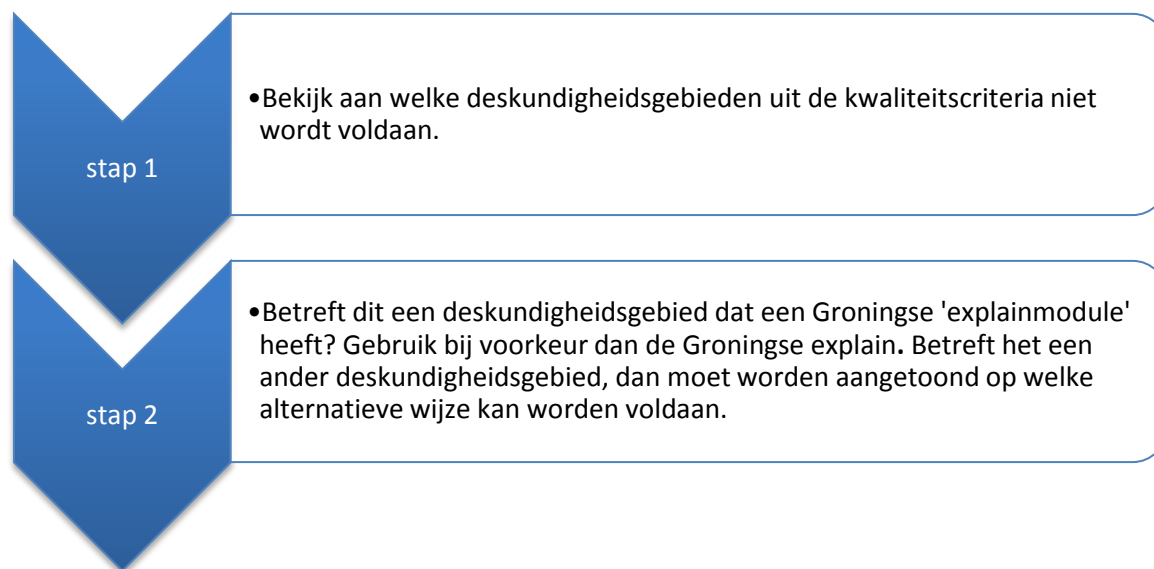 stap 1
•Bekijk aan welke deskundigheidsgebieden uit de kwaliteitscriteria niet
wordt voldaan.
stap 2
•Betreft dit een deskundigheidsgebied dat een Groningse 'explainmodule'
heeft? Gebruik bij voorkeur dan de Groningse explain. Betreft het een
ander deskundigheidsgebied, dan moet worden aangetoond op welke
alternatieve wijze kan worden voldaan.